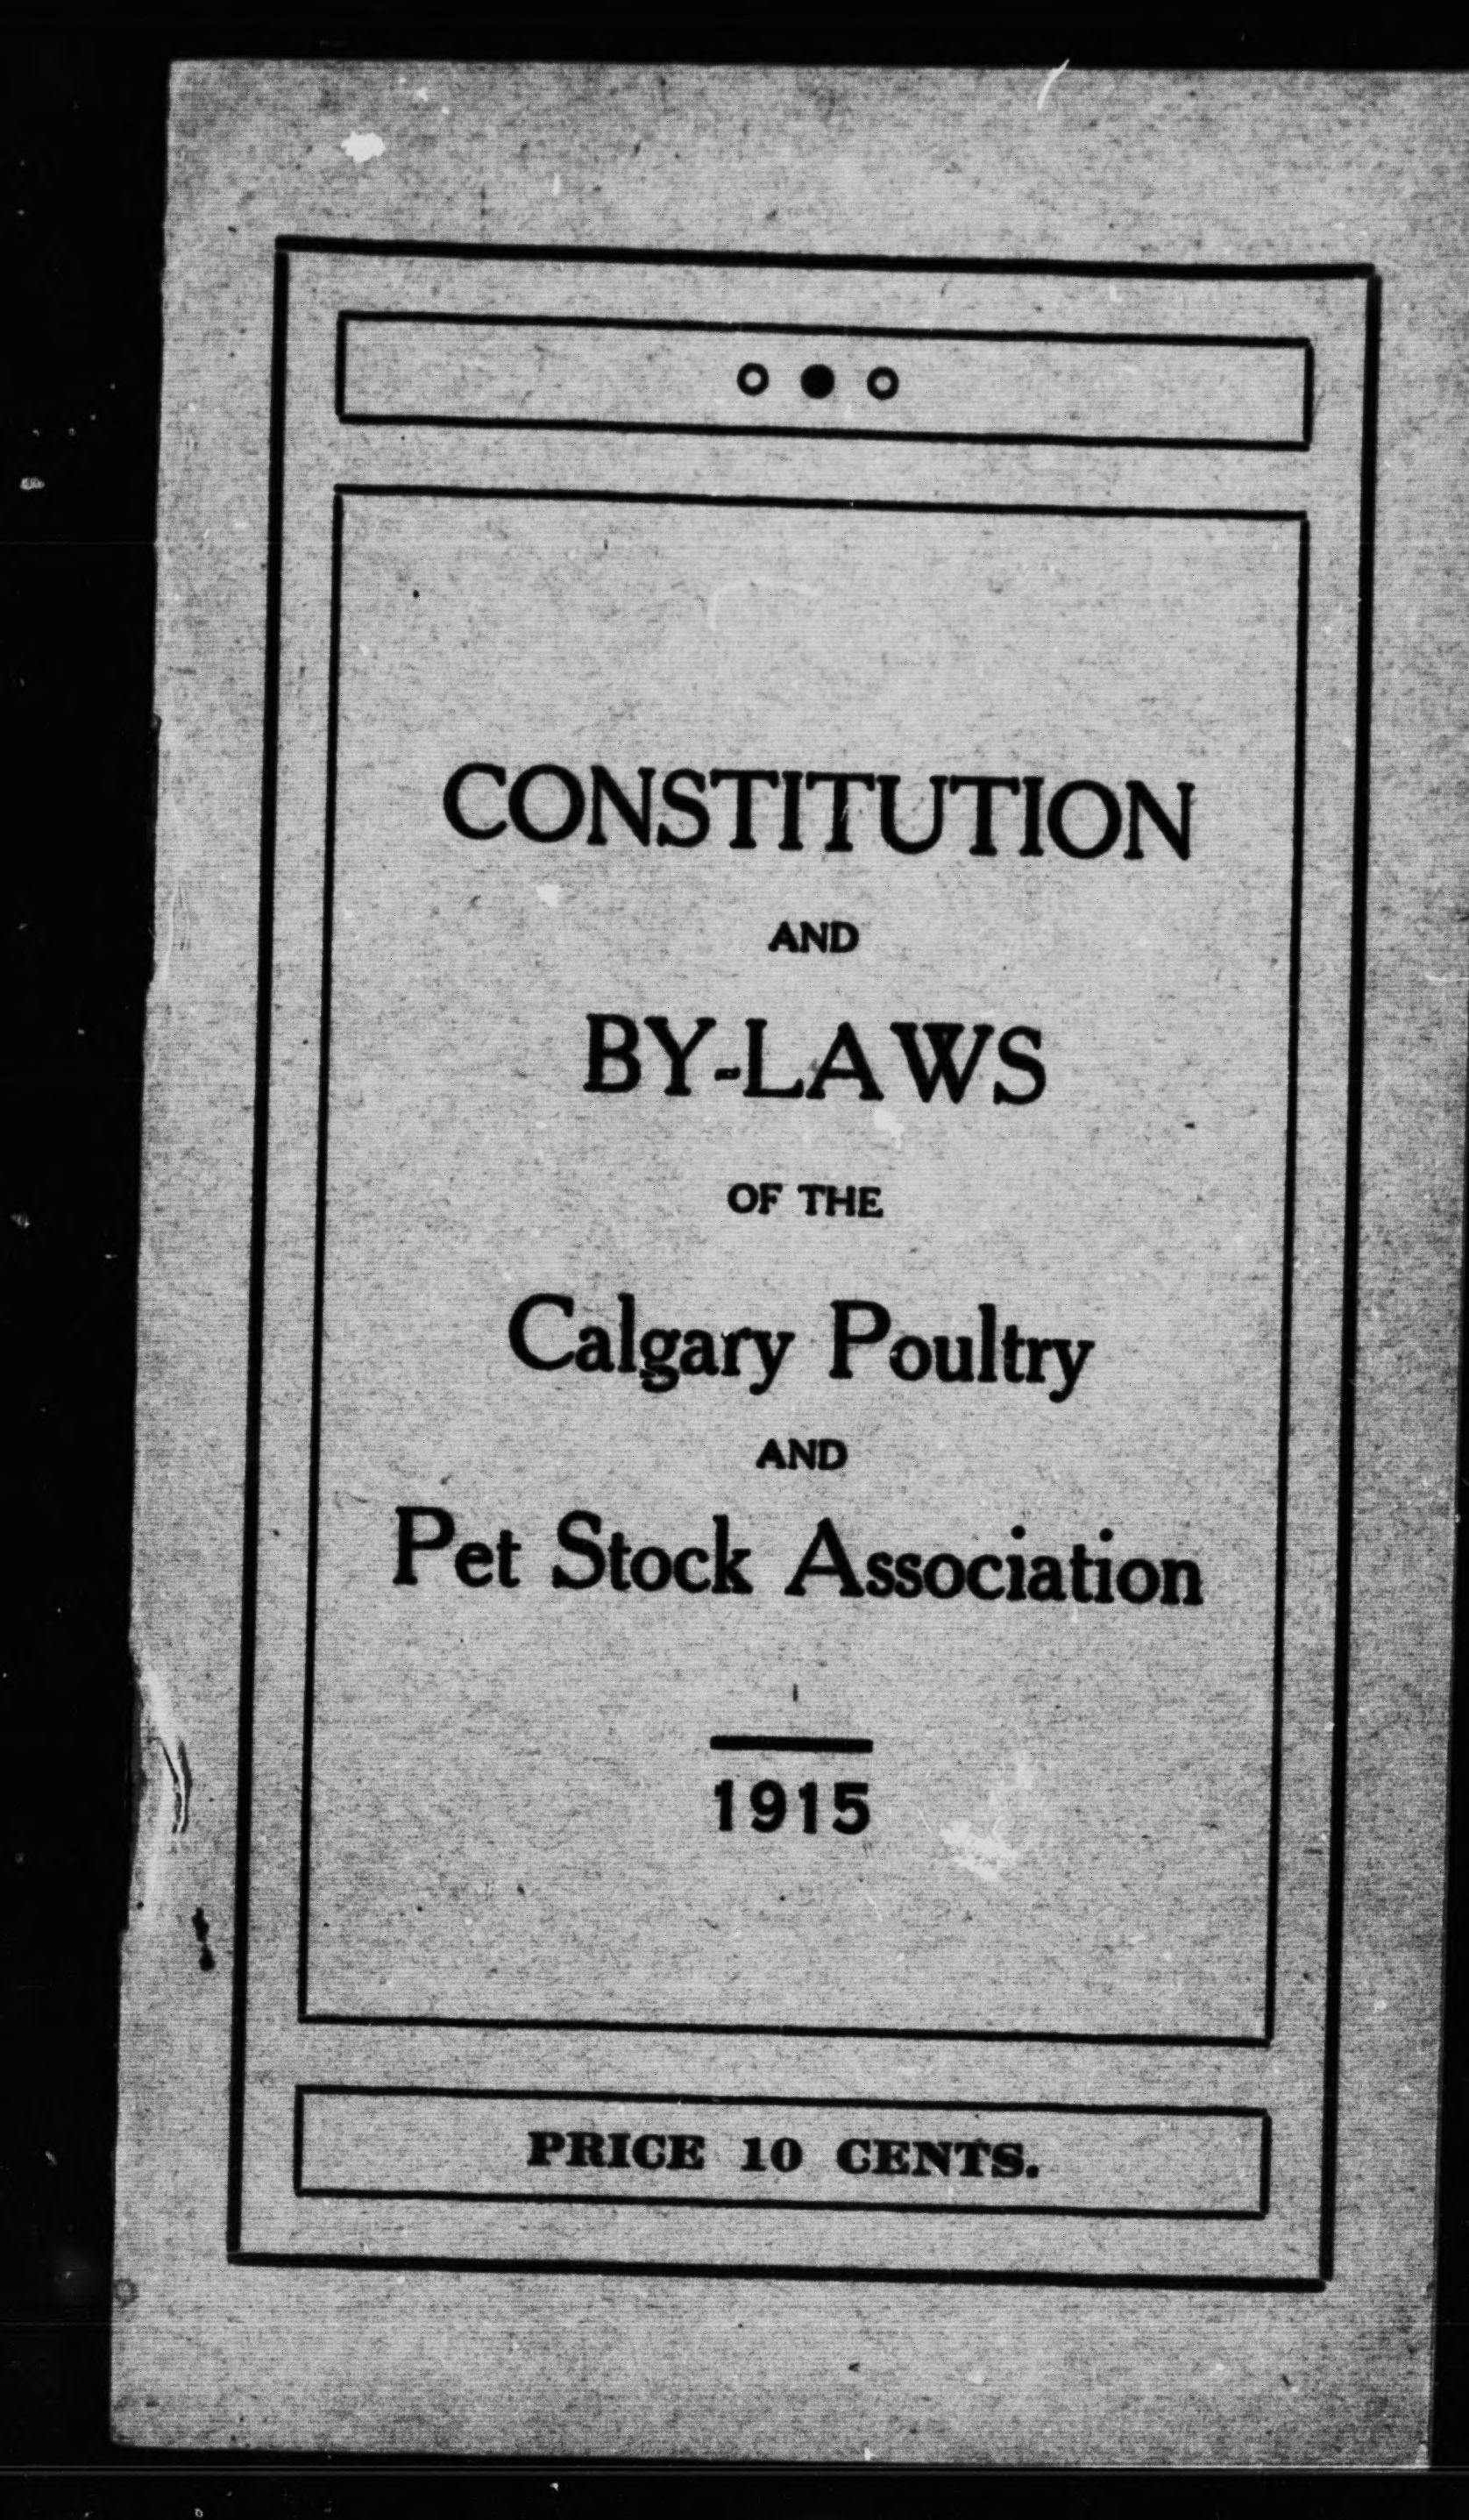 CONSTITUTION
AND
BY-LAWS
OF THE
Calgary Poultry
AND
Pet Stock Association
1915
PRICE 10 CENTS.